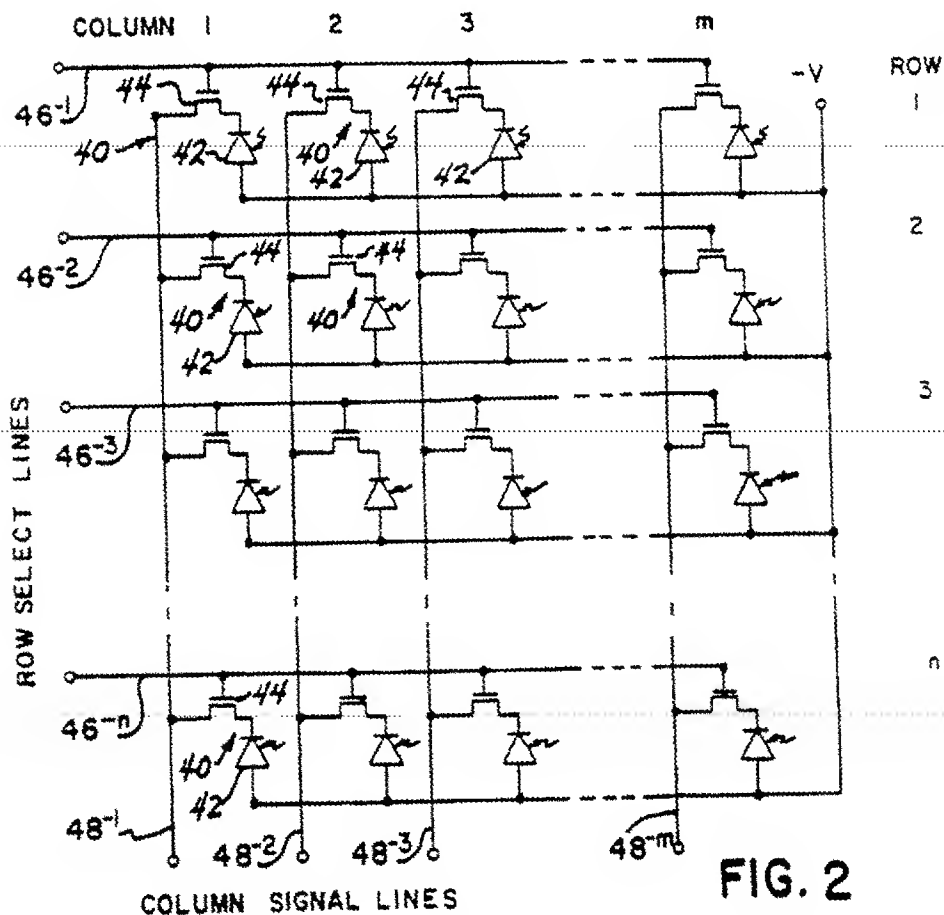 COLUMN 1 2 3 m
-V ROW
46-1 44 44 44 1
40 42 40 42 42
2
46-2 44 44
40 42 40
3
46-3
ROW SELECT LINES
n
46-n 44
40 42
48-1 48-2 48-3 48-m
COLUMN SIGNAL LINES
FIG. 2